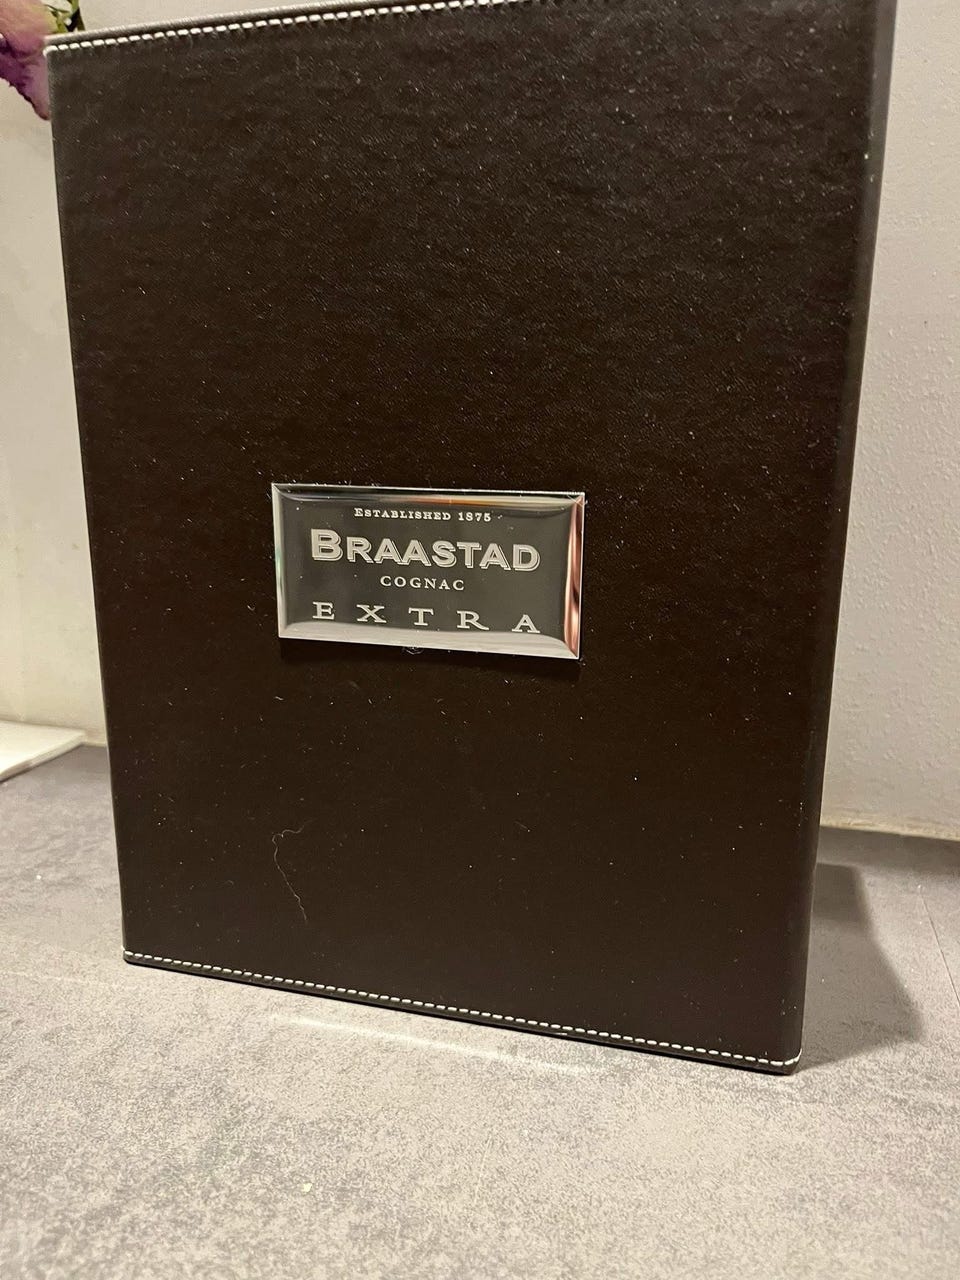 ESTABLISHED 1875
BRAASTAD
COGNAC
EXTRA